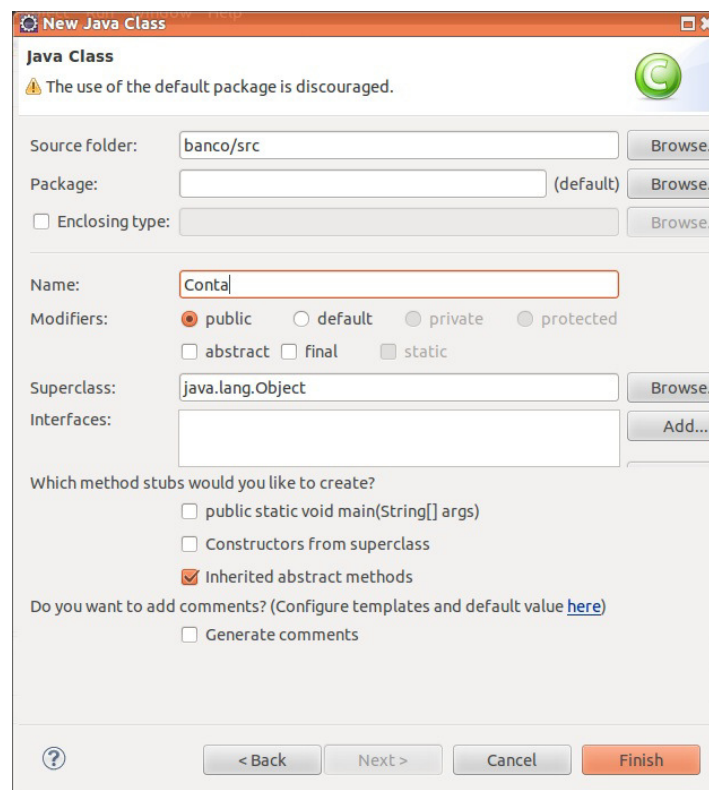 New Java Class
Java Class
The use of the default package is discouraged.
Source folder: banco/src Browse.
Package: (default) Browse.
Enclosing type: Browse.
Name: Conta
Modifiers: public default private protected
abstract final static
Superclass: java.lang.Object Browse.
Interfaces: Add...
Which method stubs would you like to create?
public static void main(String[] args)
Constructors from superclass
Inherited abstract methods
Do you want to add comments? (Configure templates and default value here)
Generate comments
< Back Next > Cancel Finish